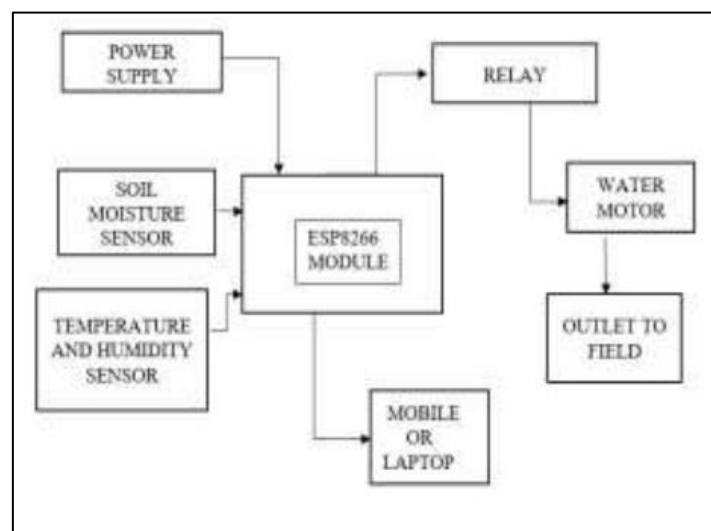 POWER
SUPPLY
RELAY
SOIL
MOISTURE
SENSOR
ESP8266
MODULE
WATER
MOTOR
TEMPERATURE
AND HUMIDITY
SENSOR
OUTLET TO
FIELD
MOBILE
OR
LAPTOP